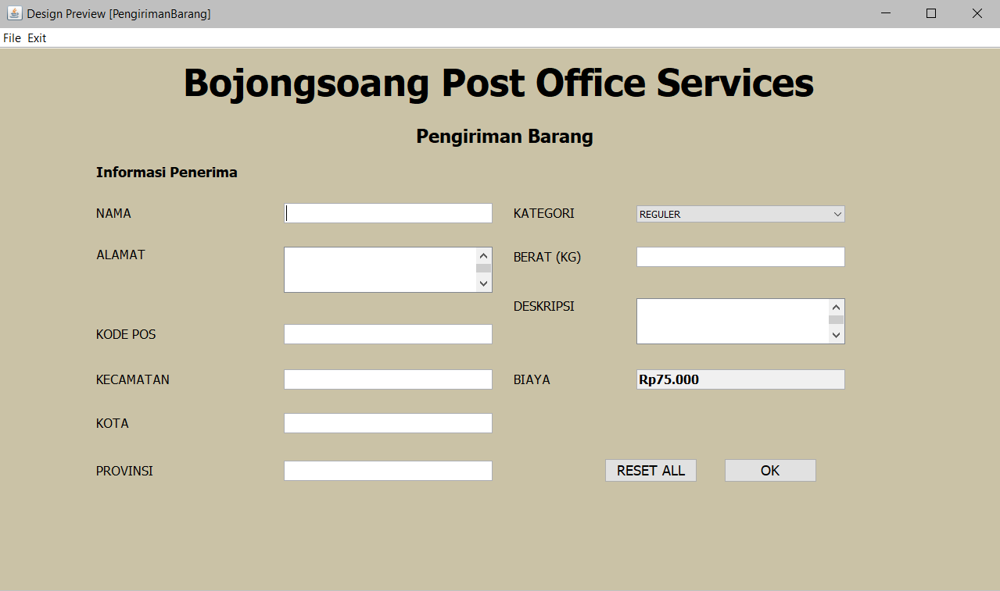 Design Preview [PengirimanBarang]
File Exit
Bojongsoang Post Office Services
Pengiriman Barang
Informasi Penerima
NAMA
KATEGORI REGULER
ALAMAT
BERAT (KG)
DESKRIPSI
KODE POS
KECAMATAN
BIAYA Rp75.000
KOTA
PROVINSI
RESET ALL OK